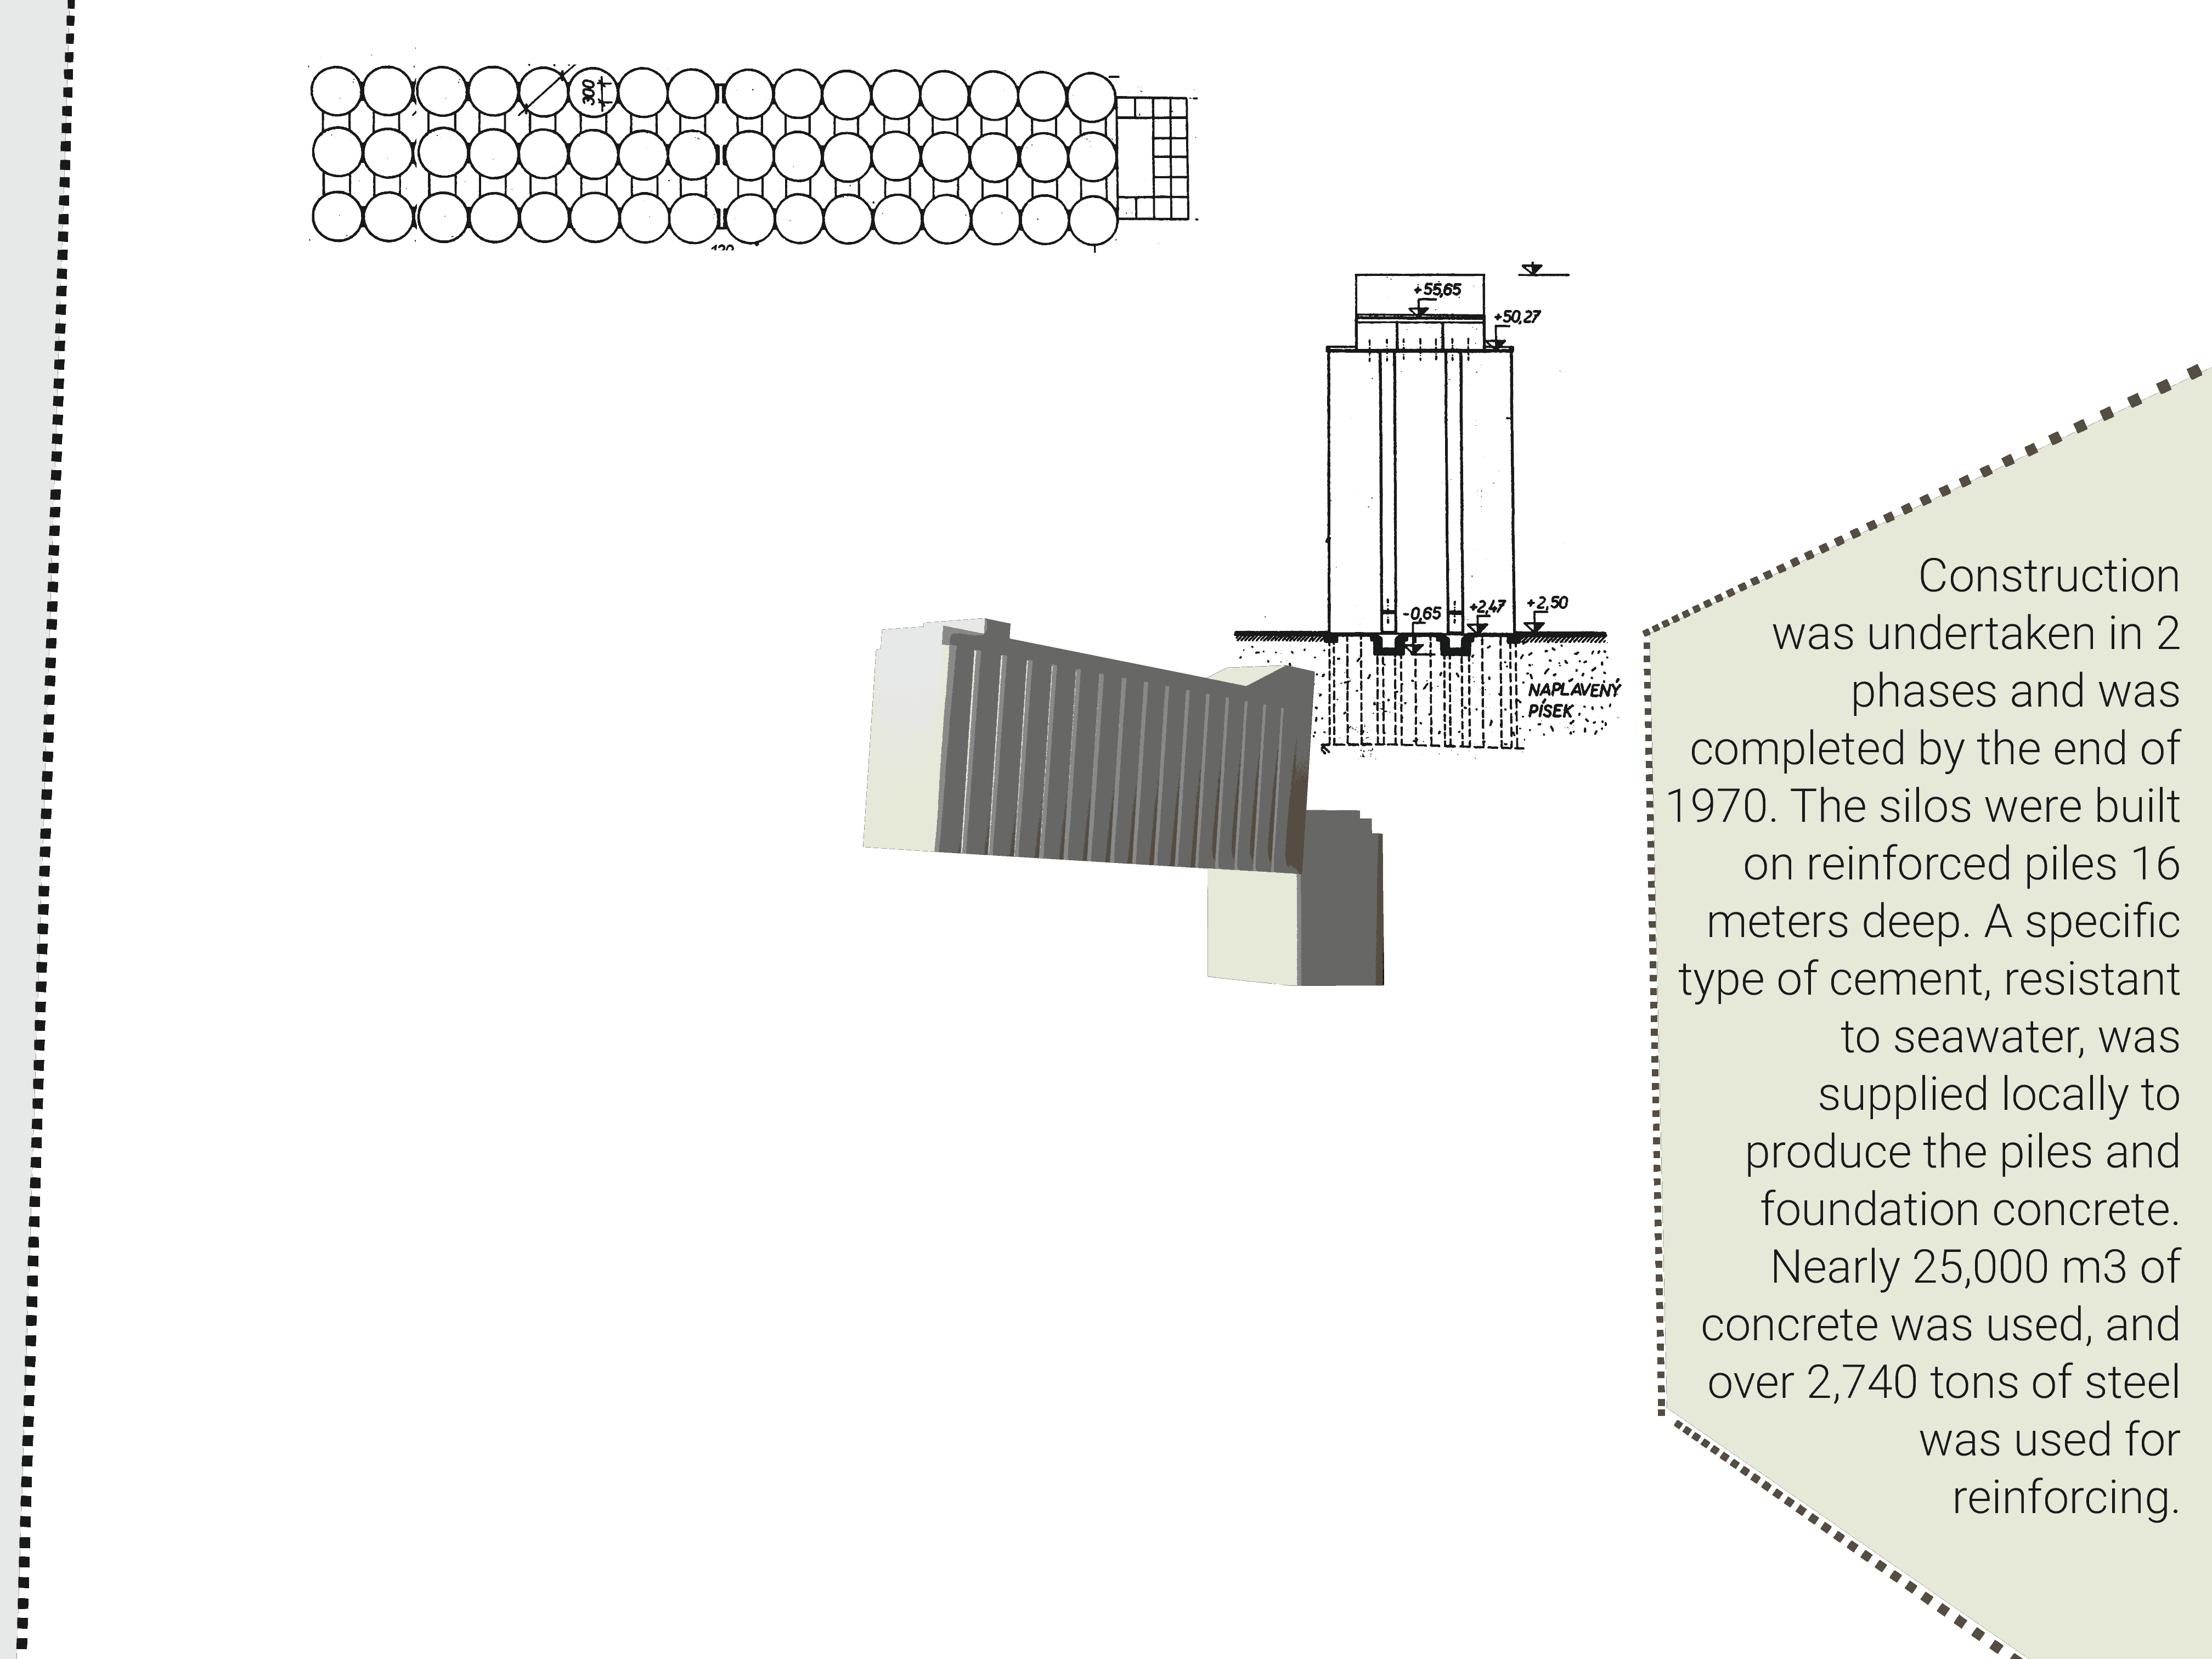 300
120
+55,65
+50,27
-0,65
+2,47
+2,50
NAPLAVENÝ
PÍSEK
Construction
was undertaken in 2
phases and was
completed by the end of
1970. The silos were built
on reinforced piles 16
meters deep. A specific
type of cement, resistant
to seawater, was
supplied locally to
produce the piles and
foundation concrete.
Nearly 25,000 m3 of
concrete was used, and
over 2,740 tons of steel
was used for
reinforcing.